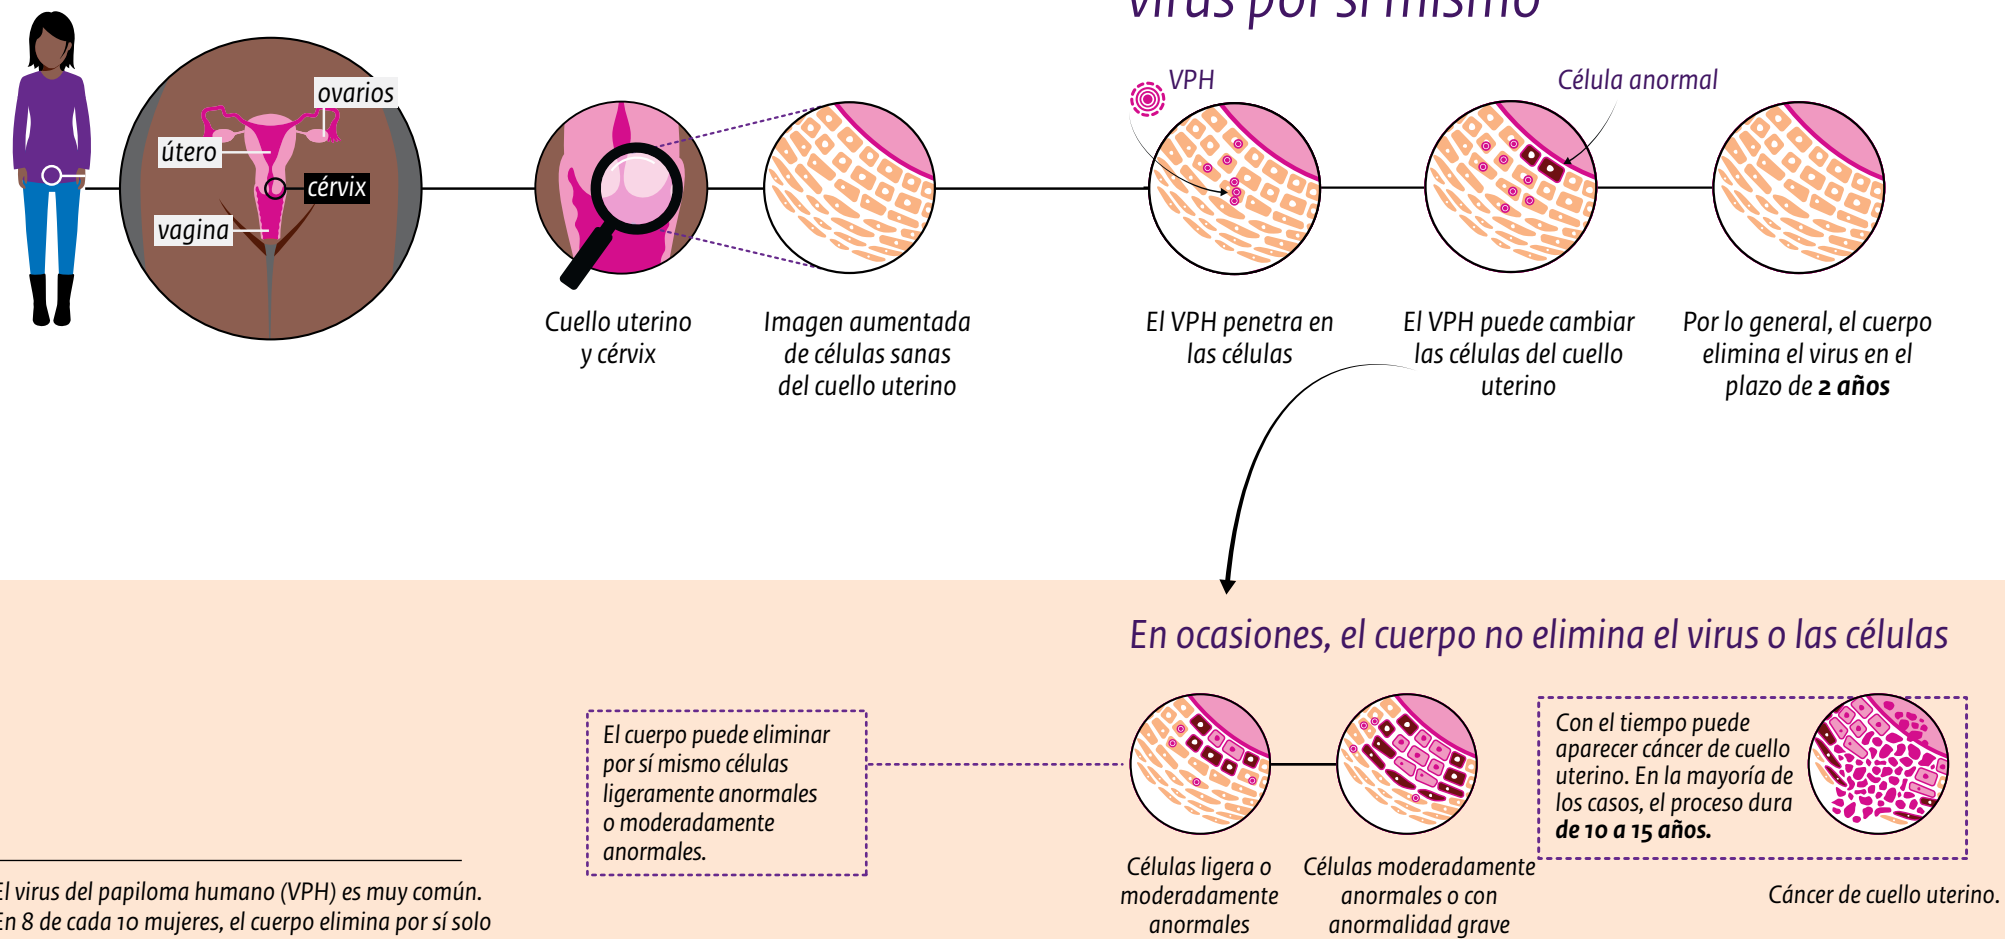 virus por sí mismo
ovarios
útero
cérvix
vagina
VPH
Célula anormal
Cuello uterino
y cérvix
Imagen aumentada
de células sanas
del cuello uterino
El VPH penetra en
las células
El VPH puede cambiar
las células del cuello
uterino
Por lo general, el cuerpo
elimina el virus en el
plazo de 2 años
En ocasiones, el cuerpo no elimina el virus o las células
El cuerpo puede eliminar
por sí mismo células
ligeramente anormales
o moderadamente
anormales.
Con el tiempo puede
aparecer cáncer de cuello
uterino. En la mayoría de
los casos, el proceso dura
de 10 a 15 años.
Células ligera o
moderadamente
anormales
Células moderadamente
anormales o con
anormalidad grave
Cáncer de cuello uterino.
El virus del papiloma humano (VPH) es muy común.
En 8 de cada 10 mujeres, el cuerpo elimina por sí solo